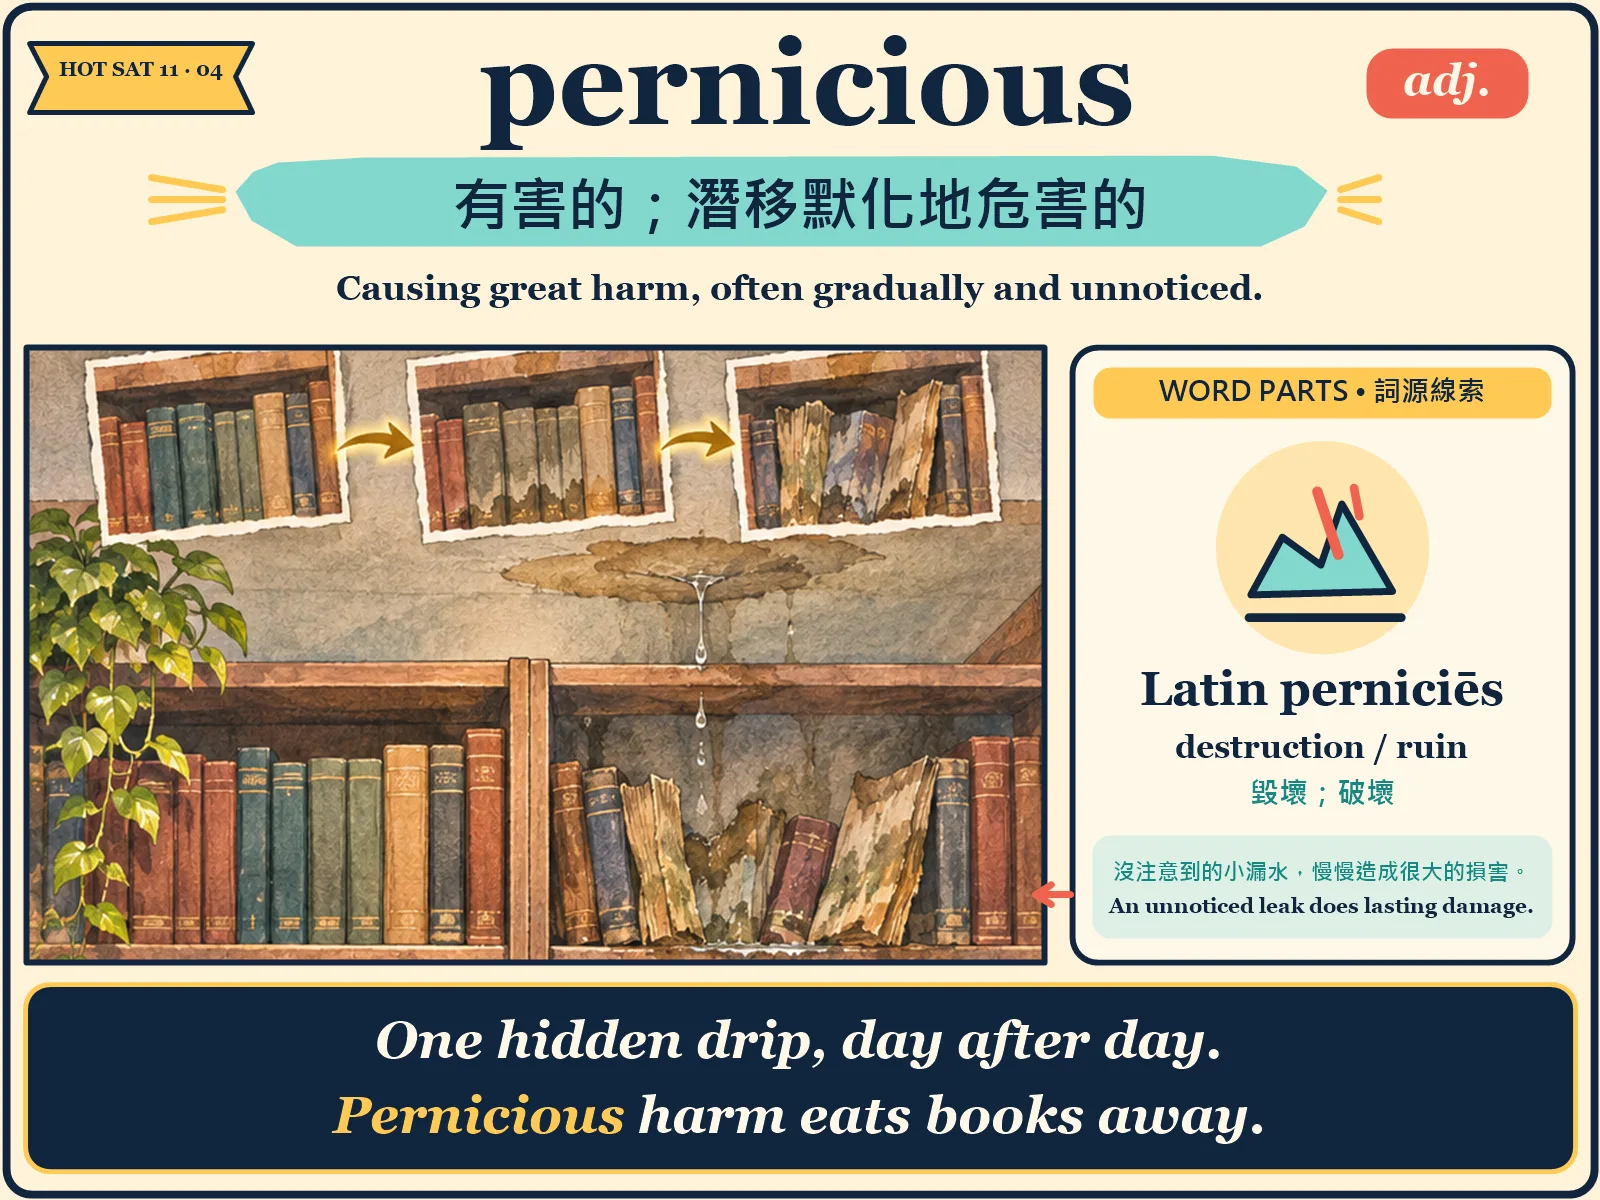 HOT SAT 11 · 04
pernicious
adj.
有害的；潛移默化地危害的
Causing great harm, often gradually and unnoticed.
WORD PARTS • 詞源線索
Latin perniciēs
destruction / ruin
毀壞；破壞
沒注意到的小漏水，慢慢造成很大的損害。
An unnoticed leak does lasting damage.
One hidden drip, day after day.
Pernicious harm eats books away.